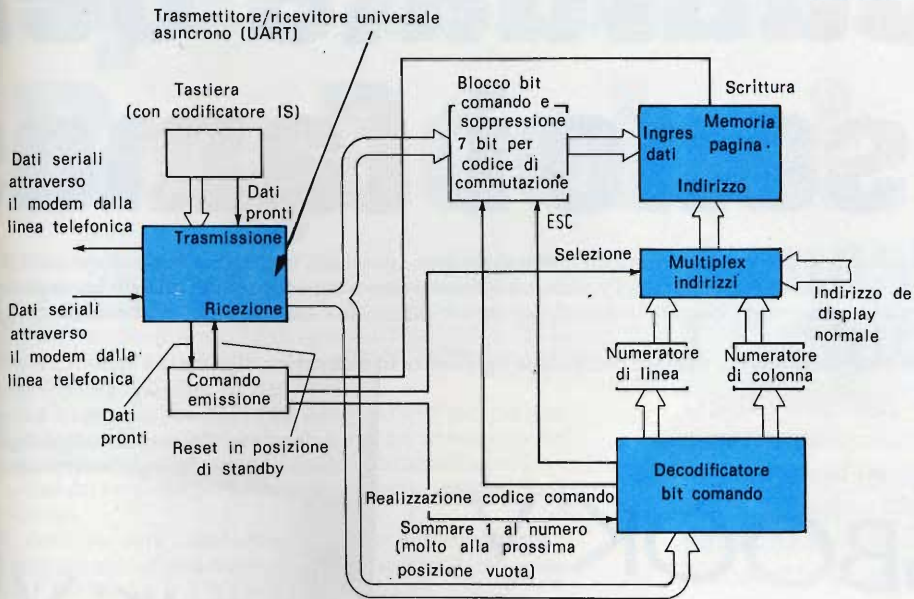 Trasmettitore/ricevitore universale
asincrono (UART)
Tastiera
(con codificatore IS)
Dati seriali
attraverso
il modem dalla
linea telefonica
Dati
pronti
Trasmissione
Ricezione
Dati seriali
attraverso
il modem dalla
linea telefonica
Comando
emissione
Dati
pronti
Reset in posizione
di standby
Blocco bit
comando e
soppressione
7 bit per
codice di
commutazione
ESC
Scrittura
Ingres
dati
Memoria
pagina
Indirizzo
Selezione
Multiplex
indirizzi
Indirizzo de
display
normale
Numeratore
di linea
Numeratore
di colonna
Decodificatore
bit comando
Realizzazione codice comando
Sommare 1 al numero
(molto alla prossima
posizione vuota)